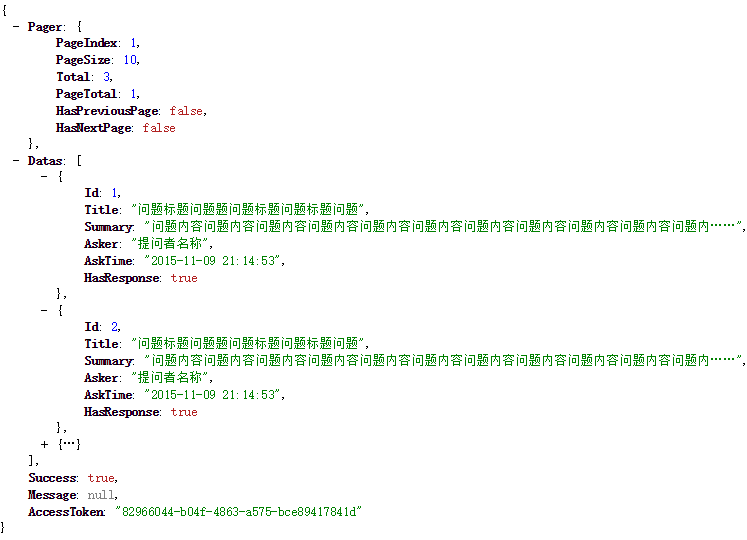 {
- Pager: {
PageIndex: 1,
PageSize: 10,
Total: 3,
PageTotal: 1,
HasPreviousPage: false,
HasNextPage: false
},
- Datas: [
- {
Id: 1,
Title: "问题标题问题题问题标题问题标题问题",
Summary: "问题内容问题内容问题内容问题内容问题内容问题内容问题内容问题内容问题内容问题内容问题内……",
Asker: "提问者名称",
AskTime: "2015-11-09 21:14:53",
HasResponse: true
},
- {
Id: 2,
Title: "问题标题问题题问题标题问题标题问题",
Summary: "问题内容问题内容问题内容问题内容问题内容问题内容问题内容问题内容问题内容问题内容问题内……",
Asker: "提问者名称",
AskTime: "2015-11-09 21:14:53",
HasResponse: true
},
+ {…}
],
Success: true,
Message: null,
AccessToken: "82966044-b04f-4863-a575-bce89417841d"
}